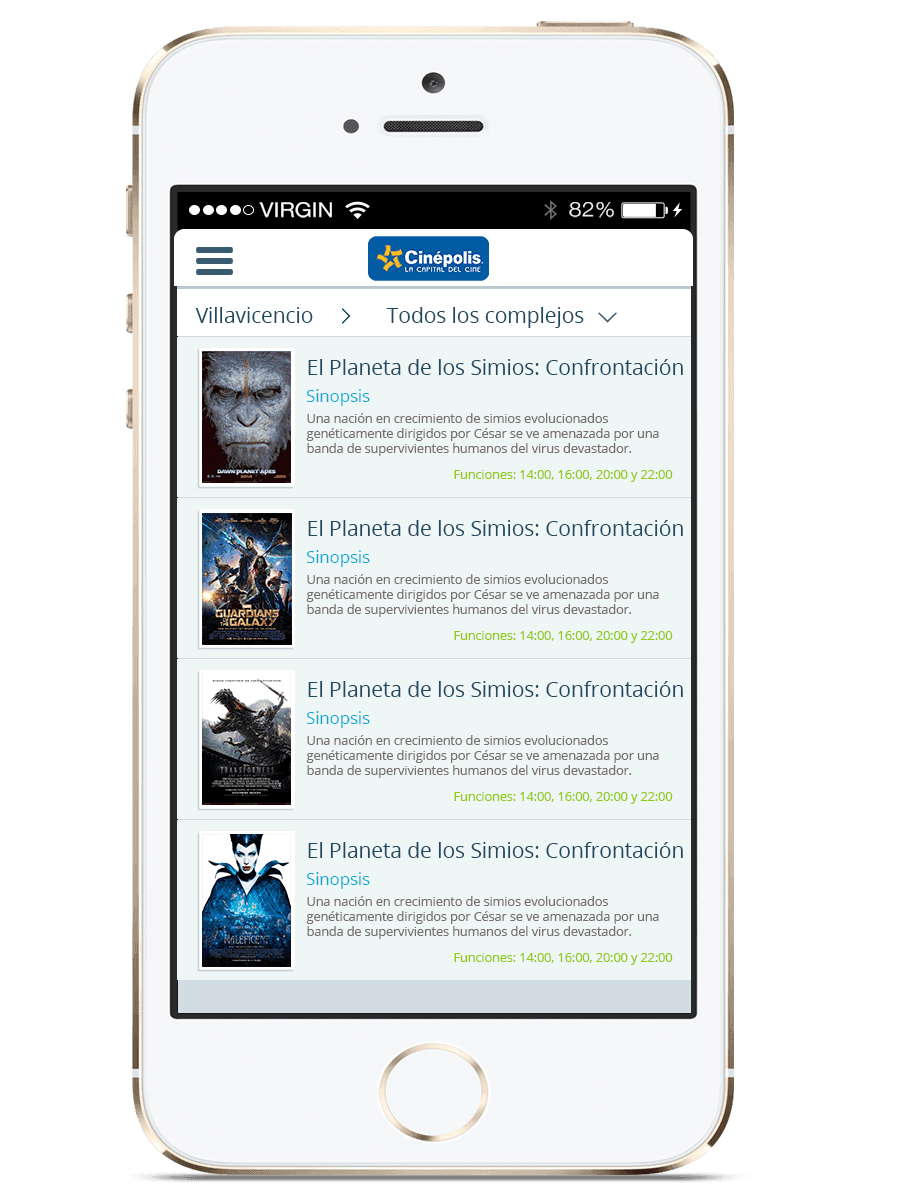 VIRGIN 82%
Cinépolis
LA CAPITAL DEL CINE
Villavicencio Todos los complejos
El Planeta de los Simios: Confrontación
Sinopsis
Una nación en crecimiento de simios evolucionados
genéticamente dirigidos por César se ve amenazada por una
banda de supervivientes humanos del virus devastador.
Funciones: 14:00, 16:00, 20:00 y 22:00
DAWN PLANET APES
2014
El Planeta de los Simios: Confrontación
Sinopsis
Una nación en crecimiento de simios evolucionados
genéticamente dirigidos por César se ve amenazada por una
banda de supervivientes humanos del virus devastador.
Funciones: 14:00, 16:00, 20:00 y 22:00
GUARDIANS
OF THE
GALAXY
El Planeta de los Simios: Confrontación
Sinopsis
Una nación en crecimiento de simios evolucionados
genéticamente dirigidos por César se ve amenazada por una
banda de supervivientes humanos del virus devastador.
Funciones: 14:00, 16:00, 20:00 y 22:00
TRANSFORMERS
El Planeta de los Simios: Confrontación
Sinopsis
Una nación en crecimiento de simios evolucionados
genéticamente dirigidos por César se ve amenazada por una
banda de supervivientes humanos del virus devastador.
Funciones: 14:00, 16:00, 20:00 y 22:00
MALEFICENT